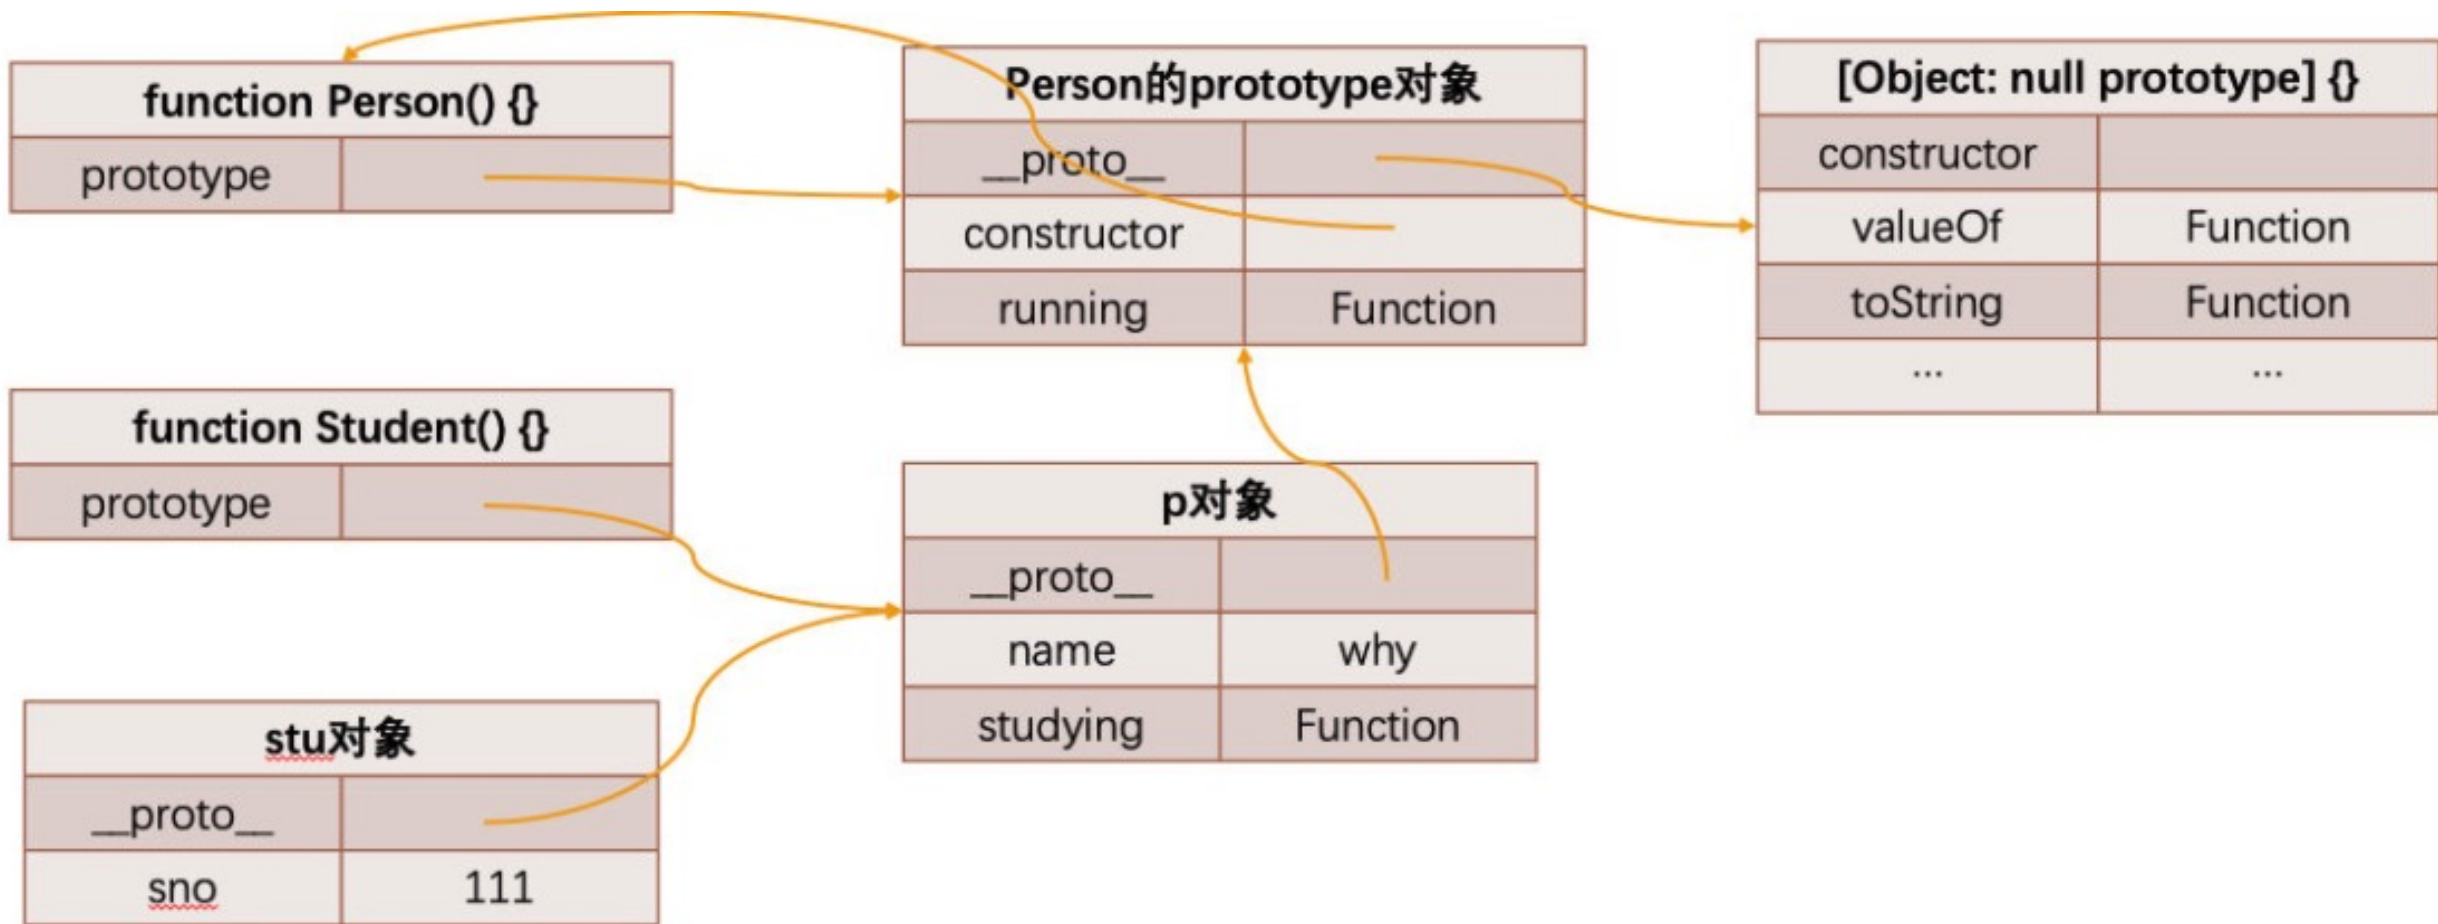 function Person() {}
prototype
Person的prototype对象
__proto__
constructor
running Function
[Object: null prototype] {}
constructor
valueOf Function
toString Function
... ...
function Student() {}
prototype
p对象
__proto__
name why
studying Function
stu对象
__proto__
sno 111